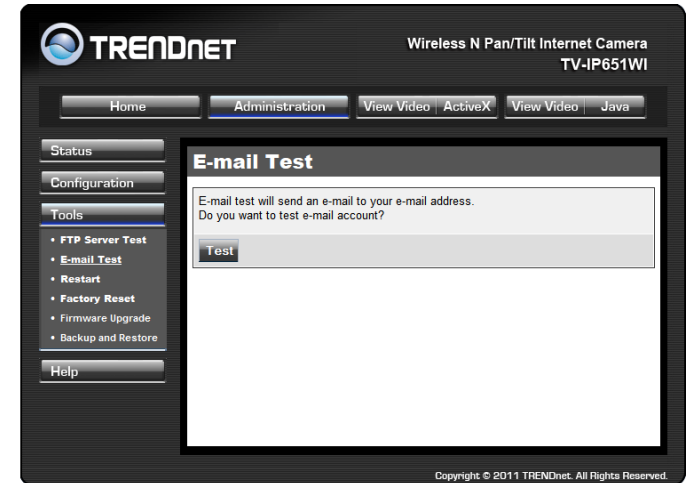 TRENDNET
Wireless N Pan/Tilt Internet Camera
TV-IP651WI
Home
Administration
View Video ActiveX
View Video Java
Status
Configuration
Tools
• FTP Server Test
• E-mail Test
• Restart
• Factory Reset
• Firmware Upgrade
• Backup and Restore
Help
E-mail Test
E-mail test will send an e-mail to your e-mail address.
Do you want to test e-mail account?
Test
Copyright © 2011 TRENDnet. All Rights Reserved.